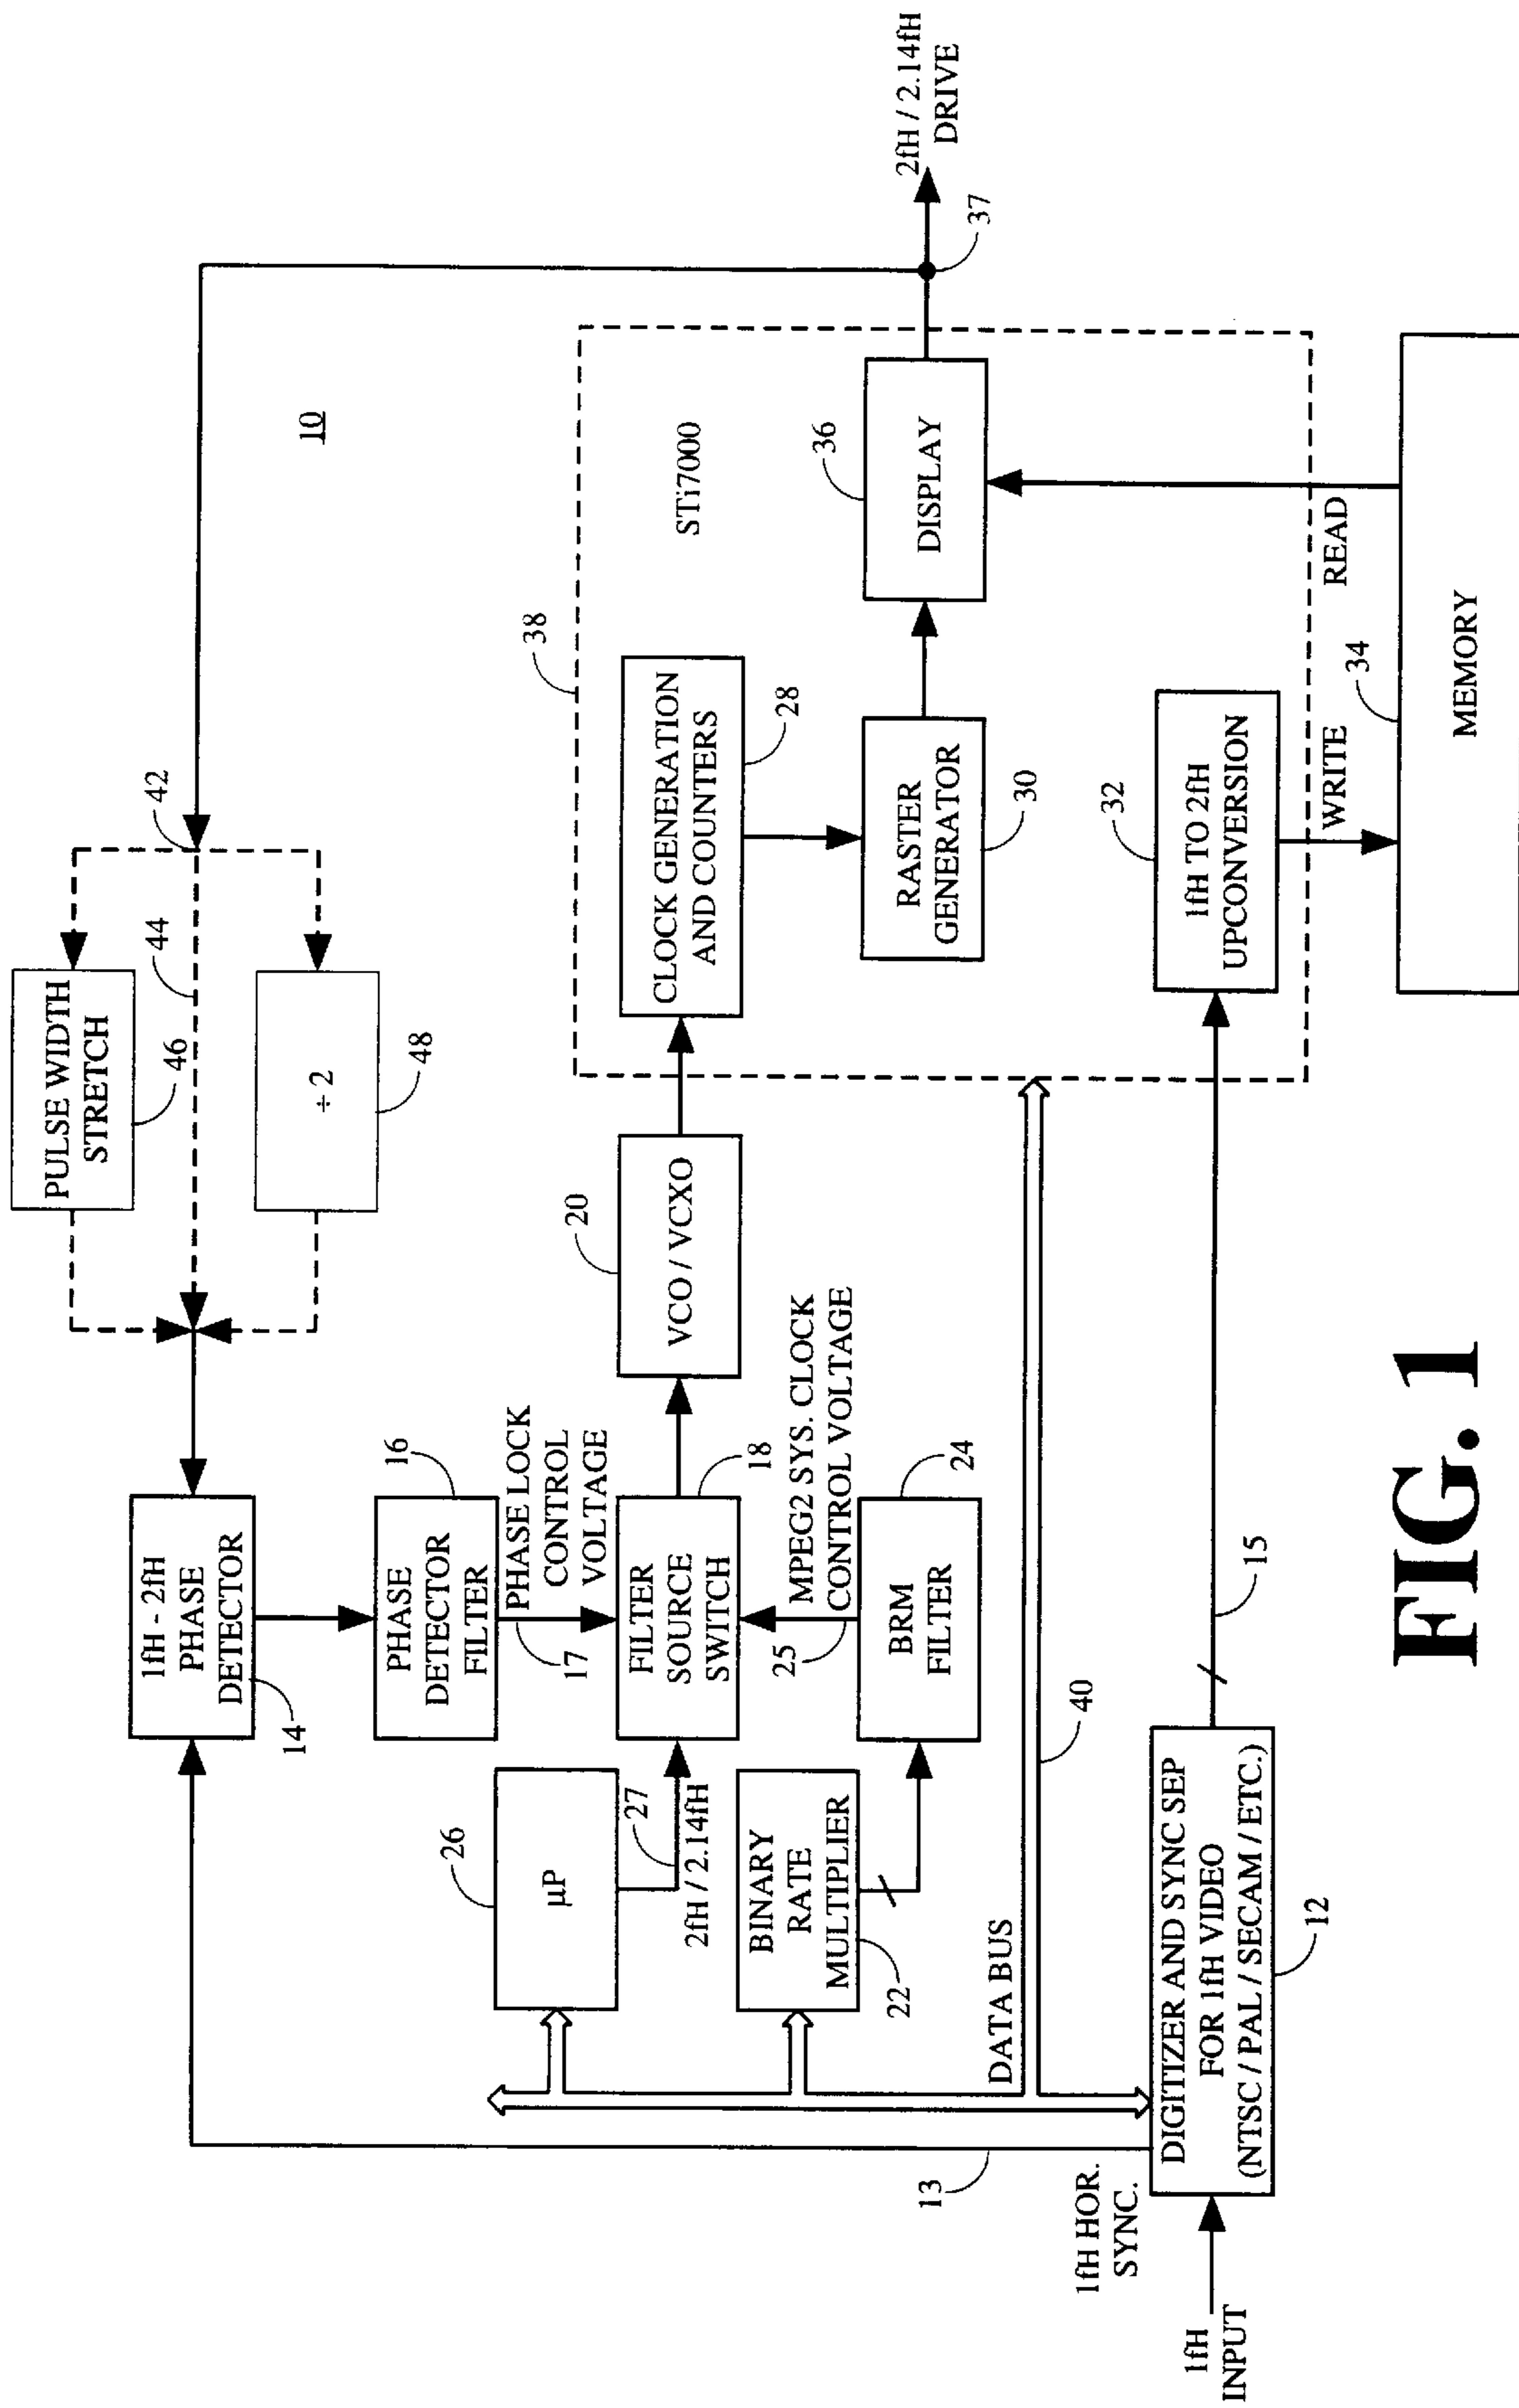 10
1fH - 2fH
PHASE
DETECTOR
14
PULSE WIDTH
STRETCH
46
44
42
÷ 2
48
PHASE
DETECTOR
FILTER
16
PHASE LOCK
CONTROL
VOLTAGE
17
µP
26
27
2fH / 2.14fH
FILTER
SOURCE
SWITCH
18
VCO / VCXO
20
BINARY
RATE
MULTIPLIER
22
BRM
FILTER
24
25
MPEG2 SYS. CLOCK
CONTROL VOLTAGE
38
STi7000
CLOCK GENERATION
AND COUNTERS
28
RASTER
GENERATOR
30
DISPLAY
36
37
2fH / 2.14fH
DRIVE
1fH TO 2fH
UPCONVERSION
32
WRITE
READ
34
MEMORY
DATA BUS
40
13
1fH HOR.
SYNC.
1fH
INPUT
DIGITIZER AND SYNC SEP
FOR 1fH VIDEO
(NTSC / PAL / SECAM / ETC.)
12
15
FIG. 1